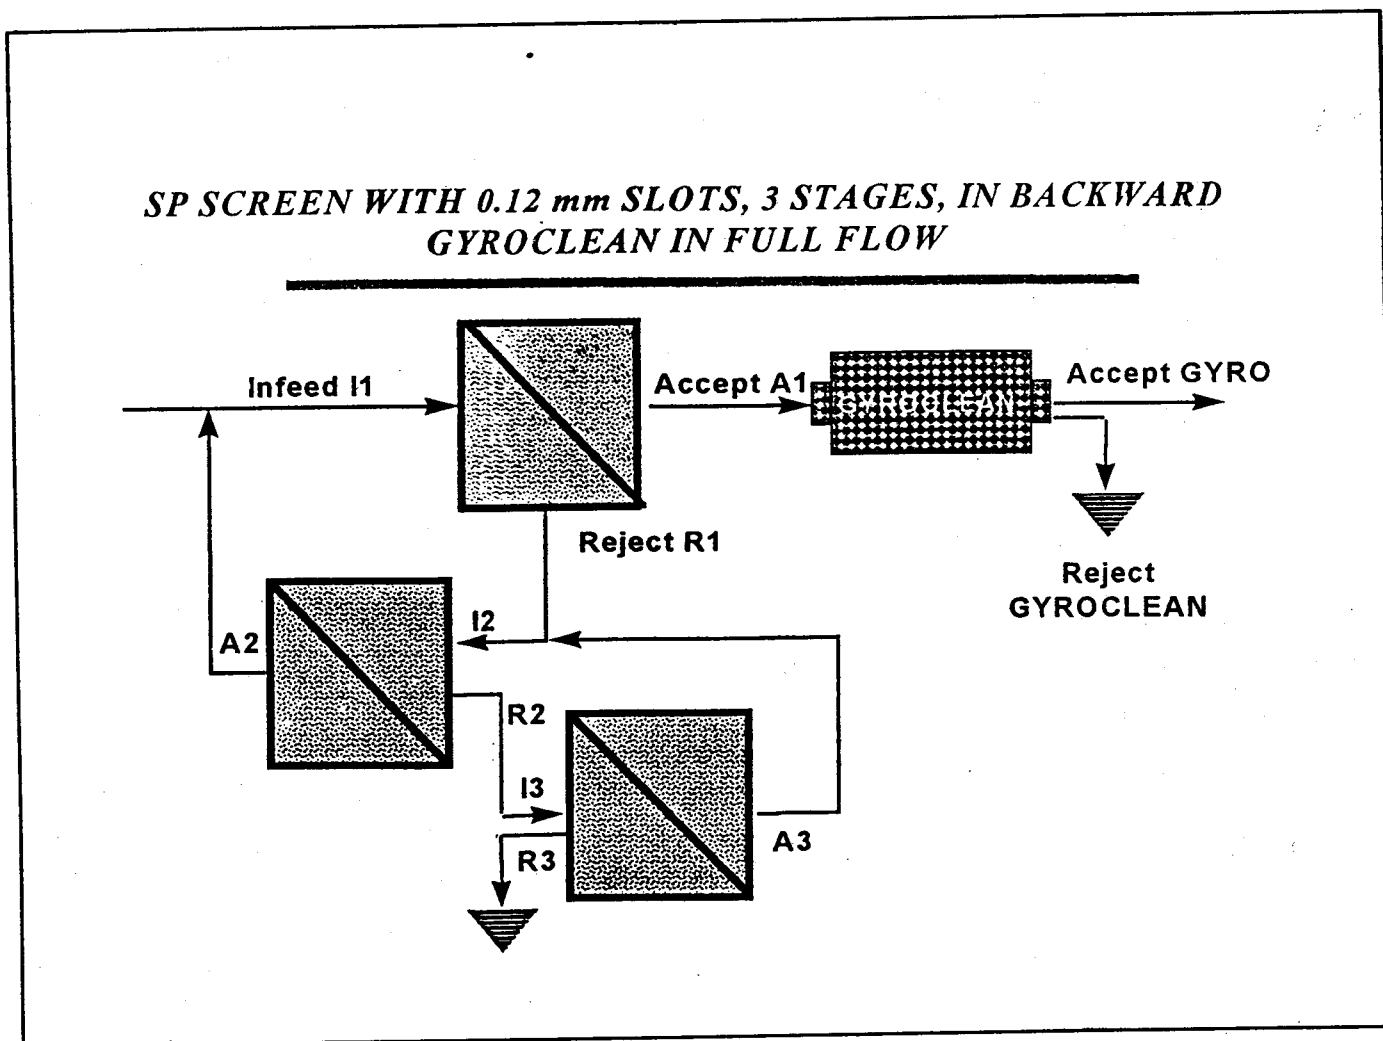 SP SCREEN WITH 0.12 mm SLOTS, 3 STAGES, IN BACKWARD
GYROCLEAN IN FULL FLOW
Infeed I1
Accept A1
GYROCLEAN
Accept GYRO
Reject R1
Reject
GYROCLEAN
I2
A2
R2
I3
R3
A3